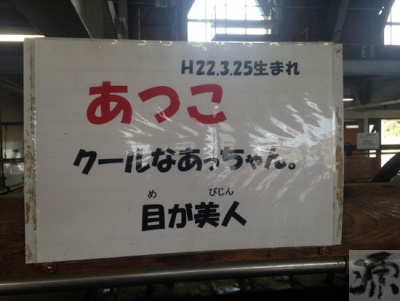 H22.3.25生まれ
あつこ
クールなあっちゃん。
め びじん
目が美人